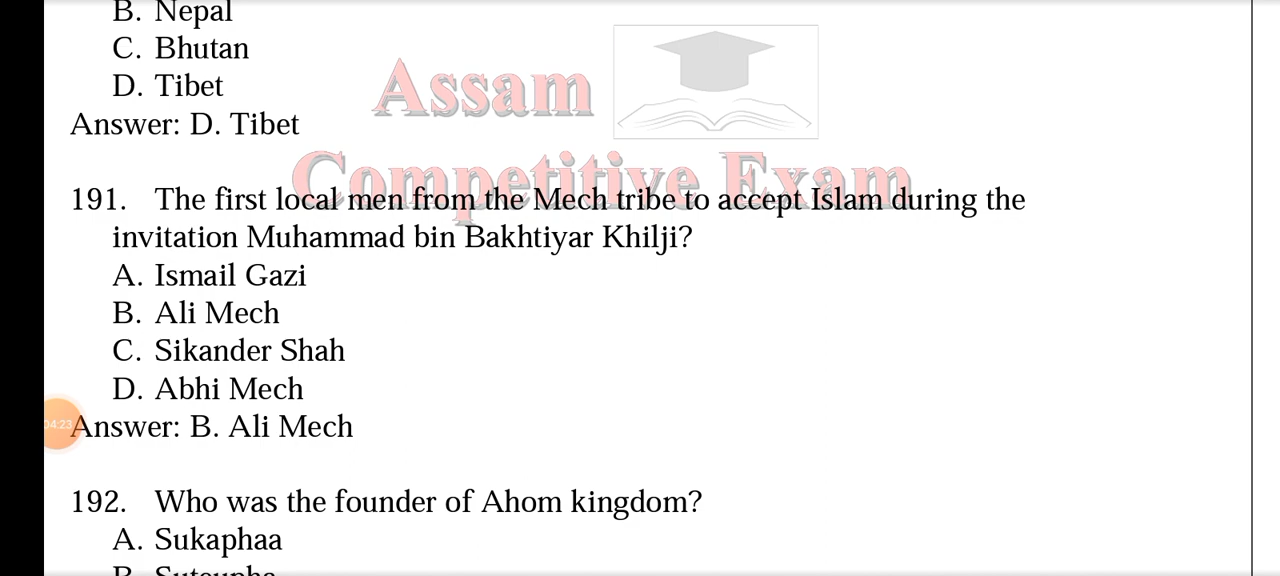 B. Nepal
C. Bhutan
D. Tibet
Answer: D. Tibet
Assam
Competitive Exam
191. The first local men from the Mech tribe to accept Islam during the
invitation Muhammad bin Bakhtiyar Khilji?
A. Ismail Gazi
B. Ali Mech
C. Sikander Shah
D. Abhi Mech
04:23
Answer: B. Ali Mech
192. Who was the founder of Ahom kingdom?
A. Sukaphaa